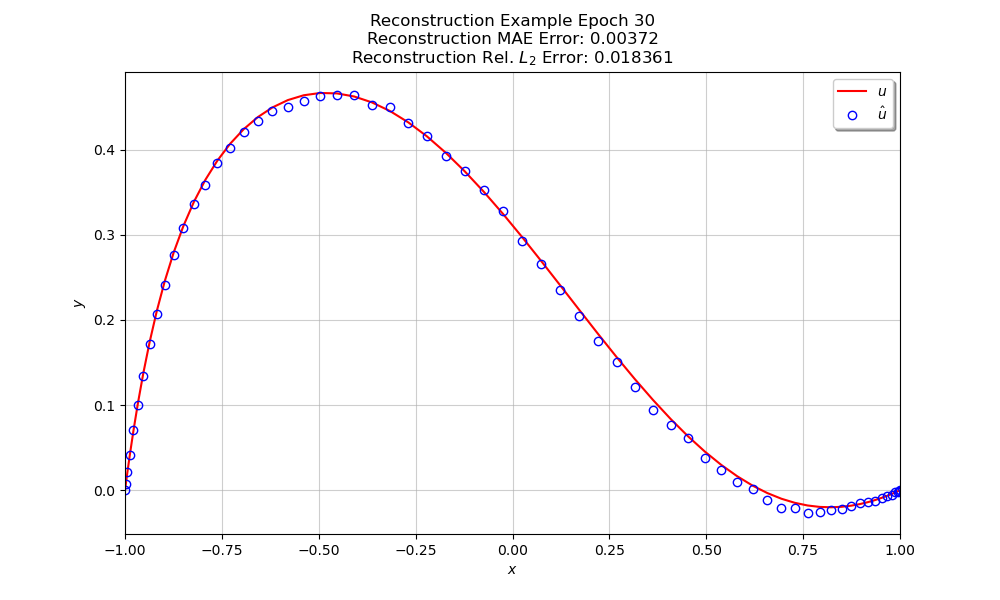 Reconstruction Example Epoch 30
Reconstruction MAE Error: 0.00372
Reconstruction Rel. $L_2$ Error: 0.018361
u
û
y
0.4
0.3
0.2
0.1
0.0
−1.00 −0.75 −0.50 −0.25 0.00 0.25 0.50 0.75 1.00
x